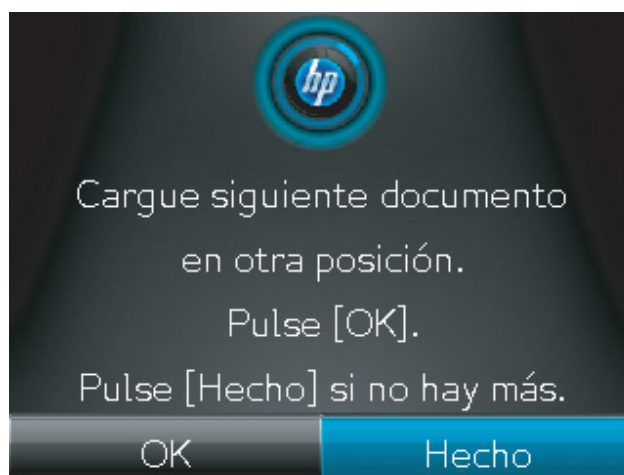 hp
Cargue siguiente documento
en otra posición.
Pulse [OK].
Pulse [Hecho] si no hay más.
OK
Hecho